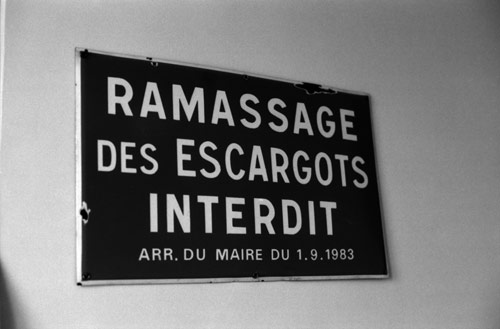 RAMASSAGE
DES ESCARGOTS
INTERDIT
ARR. DU MAIRE DU 1.9.1983